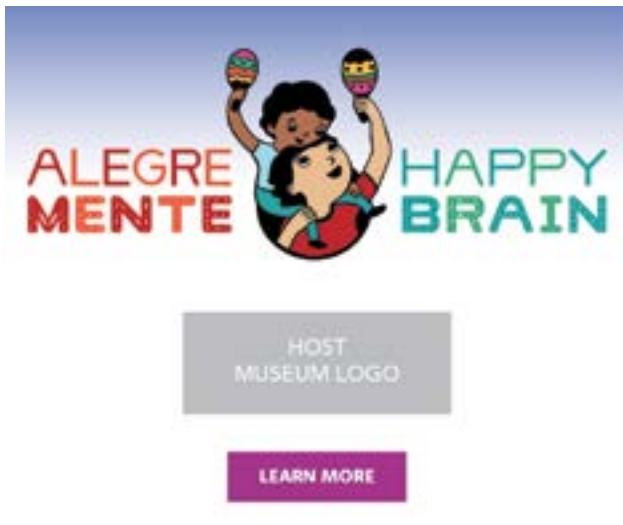 ALEGRE
MENTE
HAPPY
BRAIN
HOST
MUSEUM LOGO
LEARN MORE